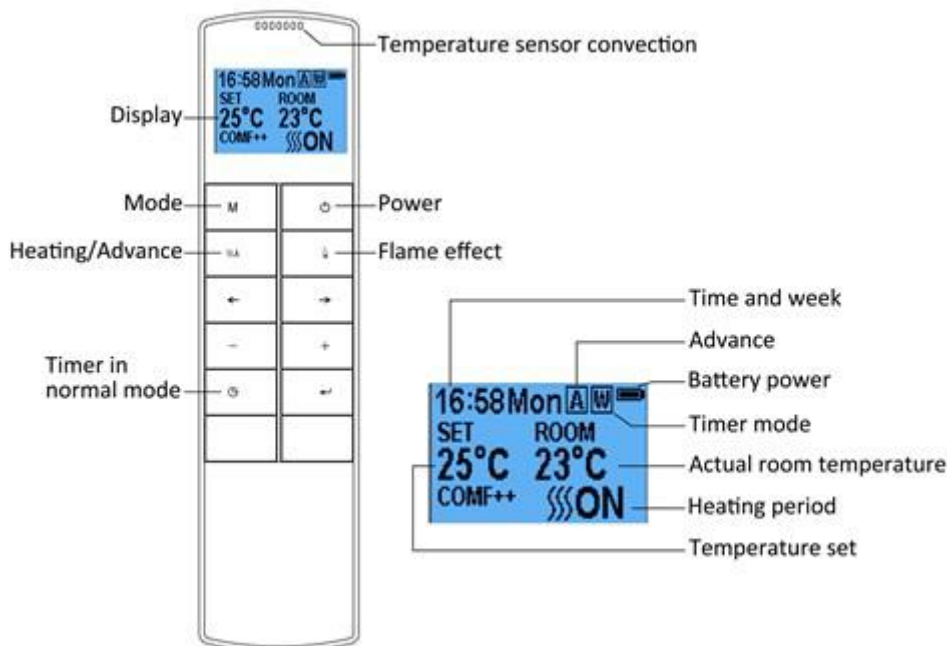 Temperature sensor convection
16:58Mon A W
SET ROOM
25°C 23°C
COMF++ ON
Display
Mode
M
Power
Heating/Advance
Flame effect
← →
− +
Timer in
normal mode
Time and week
Advance
Battery power
16:58Mon A W
Timer mode
SET ROOM
25°C 23°C
Actual room temperature
COMF++ ON
Heating period
Temperature set